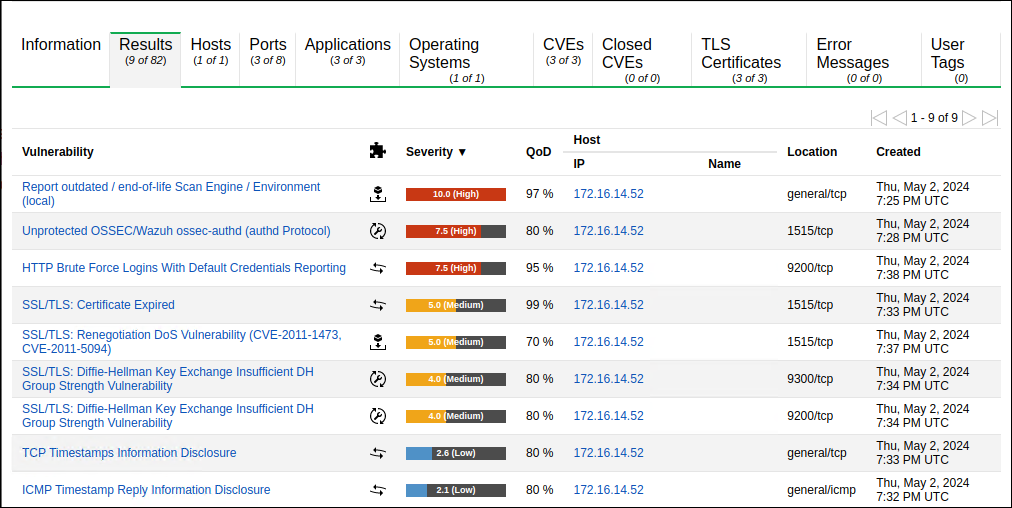 Information Results Hosts Ports Applications Operating Systems CVEs Closed CVEs TLS Certificates Error Messages User Tags
(9 of 82) (1 of 1) (3 of 8) (3 of 3) (1 of 1) (3 of 3) (0 of 0) (3 of 3) (0 of 0) (0)
1 - 9 of 9
Vulnerability Severity ▼ QoD Host Location Created
IP Name
Report outdated / end-of-life Scan Engine / Environment
(local) 10.0 (High) 97 % 172.16.14.52 general/tcp Thu, May 2, 2024
7:25 PM UTC
Unprotected OSSEC/Wazuh ossec-authd (authd Protocol) 7.5 (High) 80 % 172.16.14.52 1515/tcp Thu, May 2, 2024
7:28 PM UTC
HTTP Brute Force Logins With Default Credentials Reporting 7.5 (High) 95 % 172.16.14.52 9200/tcp Thu, May 2, 2024
7:38 PM UTC
SSL/TLS: Certificate Expired 5.0 (Medium) 99 % 172.16.14.52 1515/tcp Thu, May 2, 2024
7:33 PM UTC
SSL/TLS: Renegotiation DoS Vulnerability (CVE-2011-1473,
CVE-2011-5094) 5.0 (Medium) 70 % 172.16.14.52 1515/tcp Thu, May 2, 2024
7:37 PM UTC
SSL/TLS: Diffie-Hellman Key Exchange Insufficient DH
Group Strength Vulnerability 4.0 (Medium) 80 % 172.16.14.52 9300/tcp Thu, May 2, 2024
7:34 PM UTC
SSL/TLS: Diffie-Hellman Key Exchange Insufficient DH
Group Strength Vulnerability 4.0 (Medium) 80 % 172.16.14.52 9200/tcp Thu, May 2, 2024
7:34 PM UTC
TCP Timestamps Information Disclosure 2.6 (Low) 80 % 172.16.14.52 general/tcp Thu, May 2, 2024
7:33 PM UTC
ICMP Timestamp Reply Information Disclosure 2.1 (Low) 80 % 172.16.14.52 general/icmp Thu, May 2, 2024
7:32 PM UTC